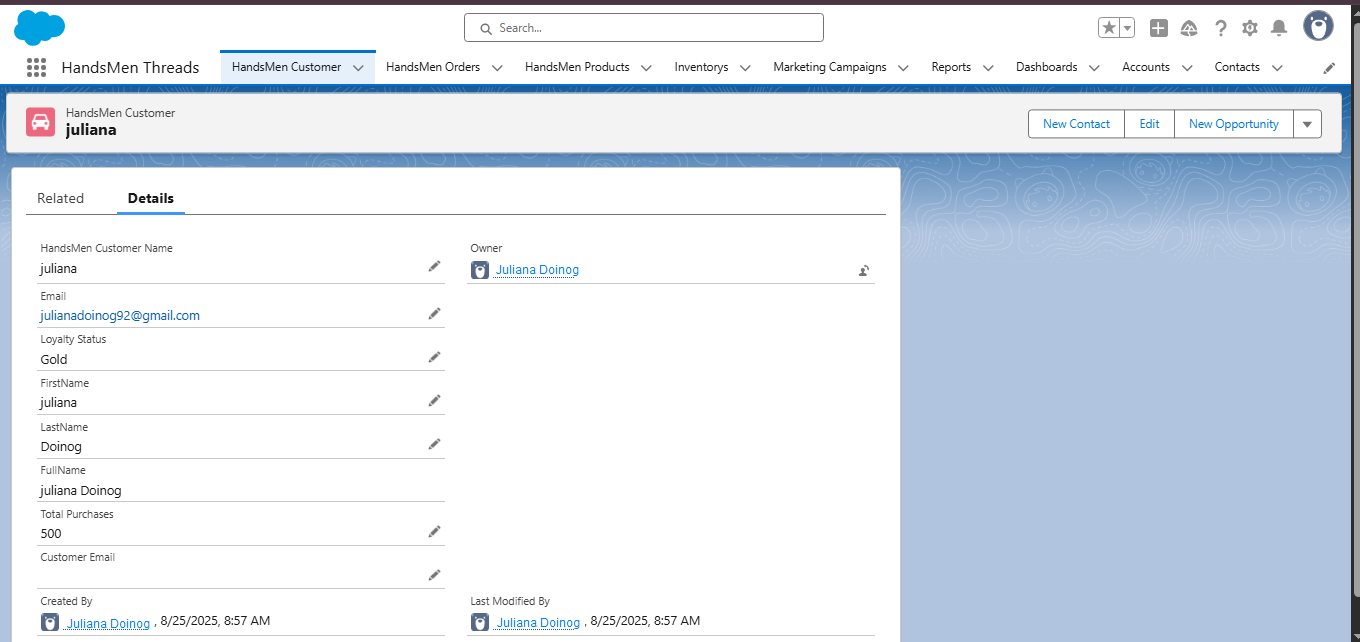 Search...
HandsMen Threads
HandsMen Customer
HandsMen Orders
HandsMen Products
Inventorys
Marketing Campaigns
Reports
Dashboards
Accounts
Contacts
HandsMen Customer
juliana
New Contact
Edit
New Opportunity
Related
Details
HandsMen Customer Name
juliana
Owner
Juliana Doinog
Email
julianadoinog92@gmail.com
Loyalty Status
Gold
FirstName
juliana
LastName
Doinog
FullName
juliana Doinog
Total Purchases
500
Customer Email
Created By
Juliana Doinog , 8/25/2025, 8:57 AM
Last Modified By
Juliana Doinog , 8/25/2025, 8:57 AM